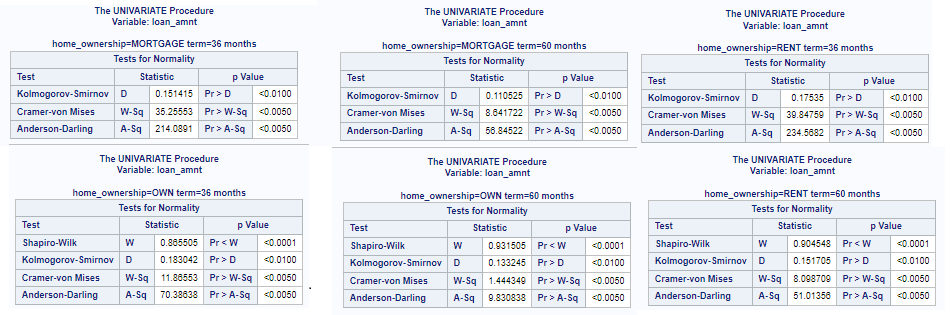 The UNIVARIATE Procedure
Variable: loan_amnt
home_ownership=MORTGAGE term=36 months
Tests for Normality
Test Statistic p Value
Kolmogorov-Smirnov D 0.151415 Pr > D <0.0100
Cramer-von Mises W-Sq 35.25553 Pr > W-Sq <0.0050
Anderson-Darling A-Sq 214.0891 Pr > A-Sq <0.0050
The UNIVARIATE Procedure
Variable: loan_amnt
home_ownership=MORTGAGE term=60 months
Tests for Normality
Test Statistic p Value
Kolmogorov-Smirnov D 0.110525 Pr > D <0.0100
Cramer-von Mises W-Sq 8.641722 Pr > W-Sq <0.0050
Anderson-Darling A-Sq 56.84522 Pr > A-Sq <0.0050
The UNIVARIATE Procedure
Variable: loan_amnt
home_ownership=RENT term=36 months
Tests for Normality
Test Statistic p Value
Kolmogorov-Smirnov D 0.17535 Pr > D <0.0100
Cramer-von Mises W-Sq 39.84759 Pr > W-Sq <0.0050
Anderson-Darling A-Sq 234.5682 Pr > A-Sq <0.0050
The UNIVARIATE Procedure
Variable: loan_amnt
home_ownership=OWN term=36 months
Tests for Normality
Test Statistic p Value
Shapiro-Wilk W 0.865505 Pr < W <0.0001
Kolmogorov-Smirnov D 0.183042 Pr > D <0.0100
Cramer-von Mises W-Sq 11.86553 Pr > W-Sq <0.0050
Anderson-Darling A-Sq 70.38638 Pr > A-Sq <0.0050
The UNIVARIATE Procedure
Variable: loan_amnt
home_ownership=OWN term=60 months
Tests for Normality
Test Statistic p Value
Shapiro-Wilk W 0.931505 Pr < W <0.0001
Kolmogorov-Smirnov D 0.133245 Pr > D <0.0100
Cramer-von Mises W-Sq 1.444349 Pr > W-Sq <0.0050
Anderson-Darling A-Sq 9.830838 Pr > A-Sq <0.0050
The UNIVARIATE Procedure
Variable: loan_amnt
home_ownership=RENT term=60 months
Tests for Normality
Test Statistic p Value
Shapiro-Wilk W 0.904548 Pr < W <0.0001
Kolmogorov-Smirnov D 0.151705 Pr > D <0.0100
Cramer-von Mises W-Sq 8.098709 Pr > W-Sq <0.0050
Anderson-Darling A-Sq 51.01356 Pr > A-Sq <0.0050